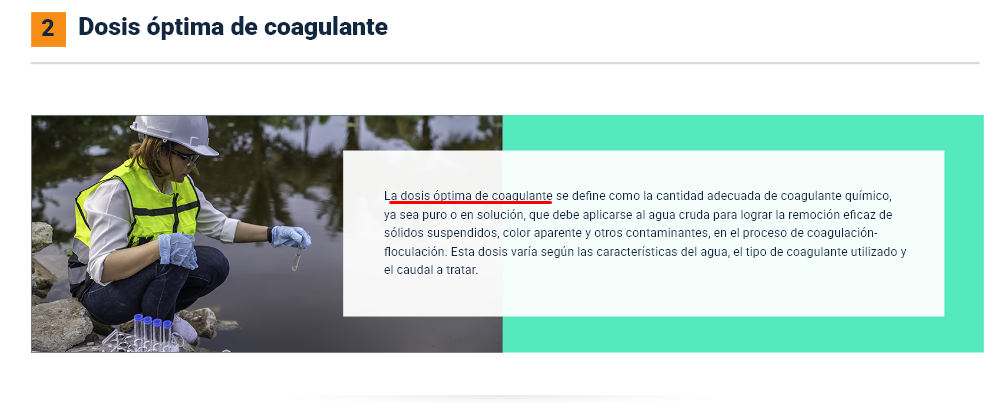 2 Dosis óptima de coagulante
La dosis óptima de coagulante se define como la cantidad adecuada de coagulante químico,
ya sea puro o en solución, que debe aplicarse al agua cruda para lograr la remoción eficaz de
sólidos suspendidos, color aparente y otros contaminantes, en el proceso de coagulación-
floculación. Esta dosis varía según las características del agua, el tipo de coagulante utilizado y
el caudal a tratar.